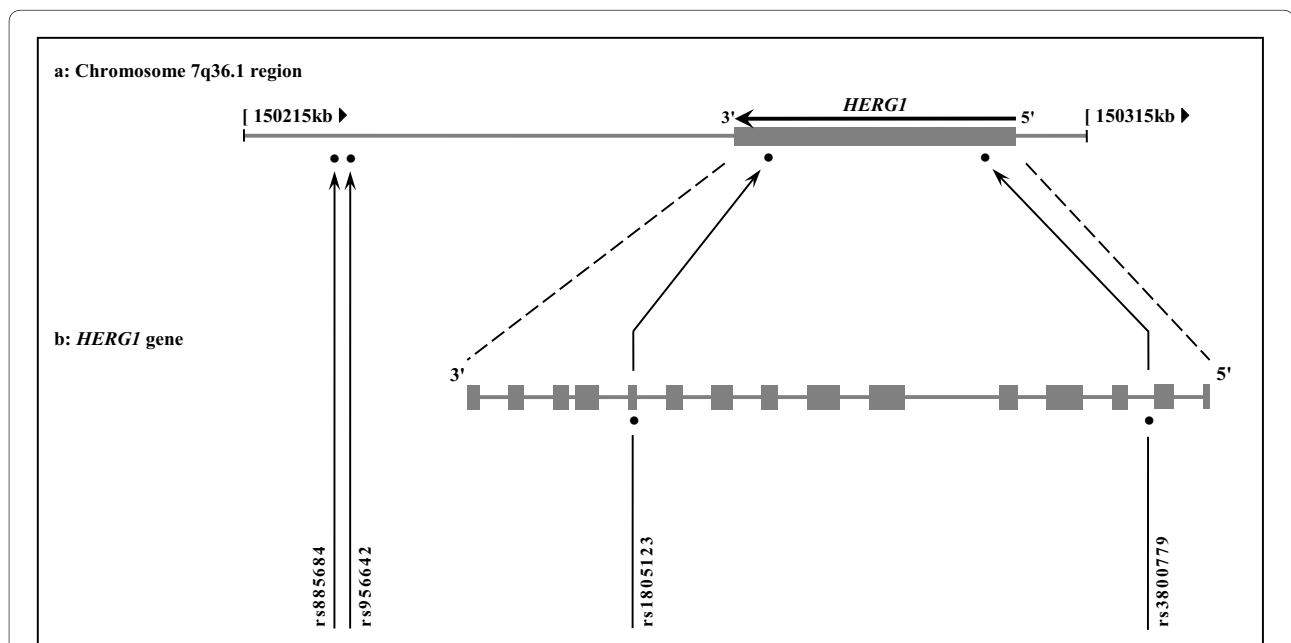 a: Chromosome 7q36.1 region
[ 150215kb
3' HERG1 5'
[ 150315kb
b: HERG1 gene
3'
5'
rs885684
rs956642
rs1805123
rs3800779